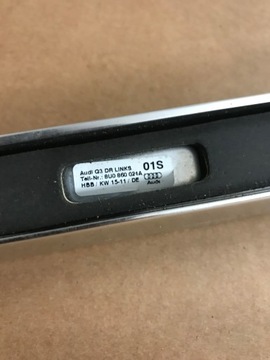 Audi Q3 DR LINKS 01S
Teil-Nr.: 8U0 860 021A
HBB / KW 15-11 / DE Audi